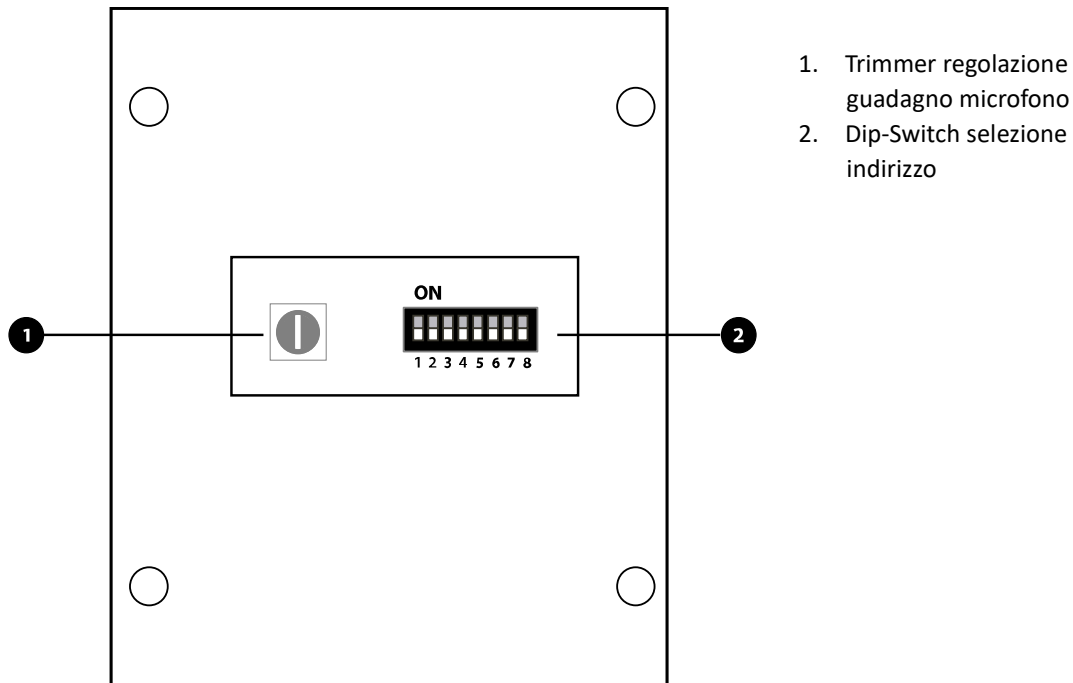 1. Trimmer regolazione
guadagno microfono
2. Dip-Switch selezione
indirizzo
ON
1
2
1 2 3 4 5 6 7 8